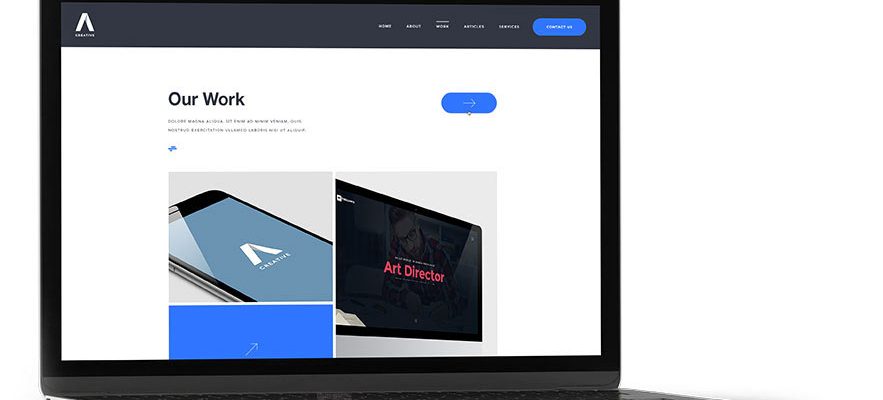 CREATIVE
HOME ABOUT WORK ARTICLES SERVICES CONTACT US
Our Work
DOLORE MAGNA ALIQUA. SIT ENIM AD MINIM VENIAM, QUIS
NOSTRUD EXERCITATION ULLAMCO LABORIS NISI UT ALIQUIP.
CREATIVE
Art Director